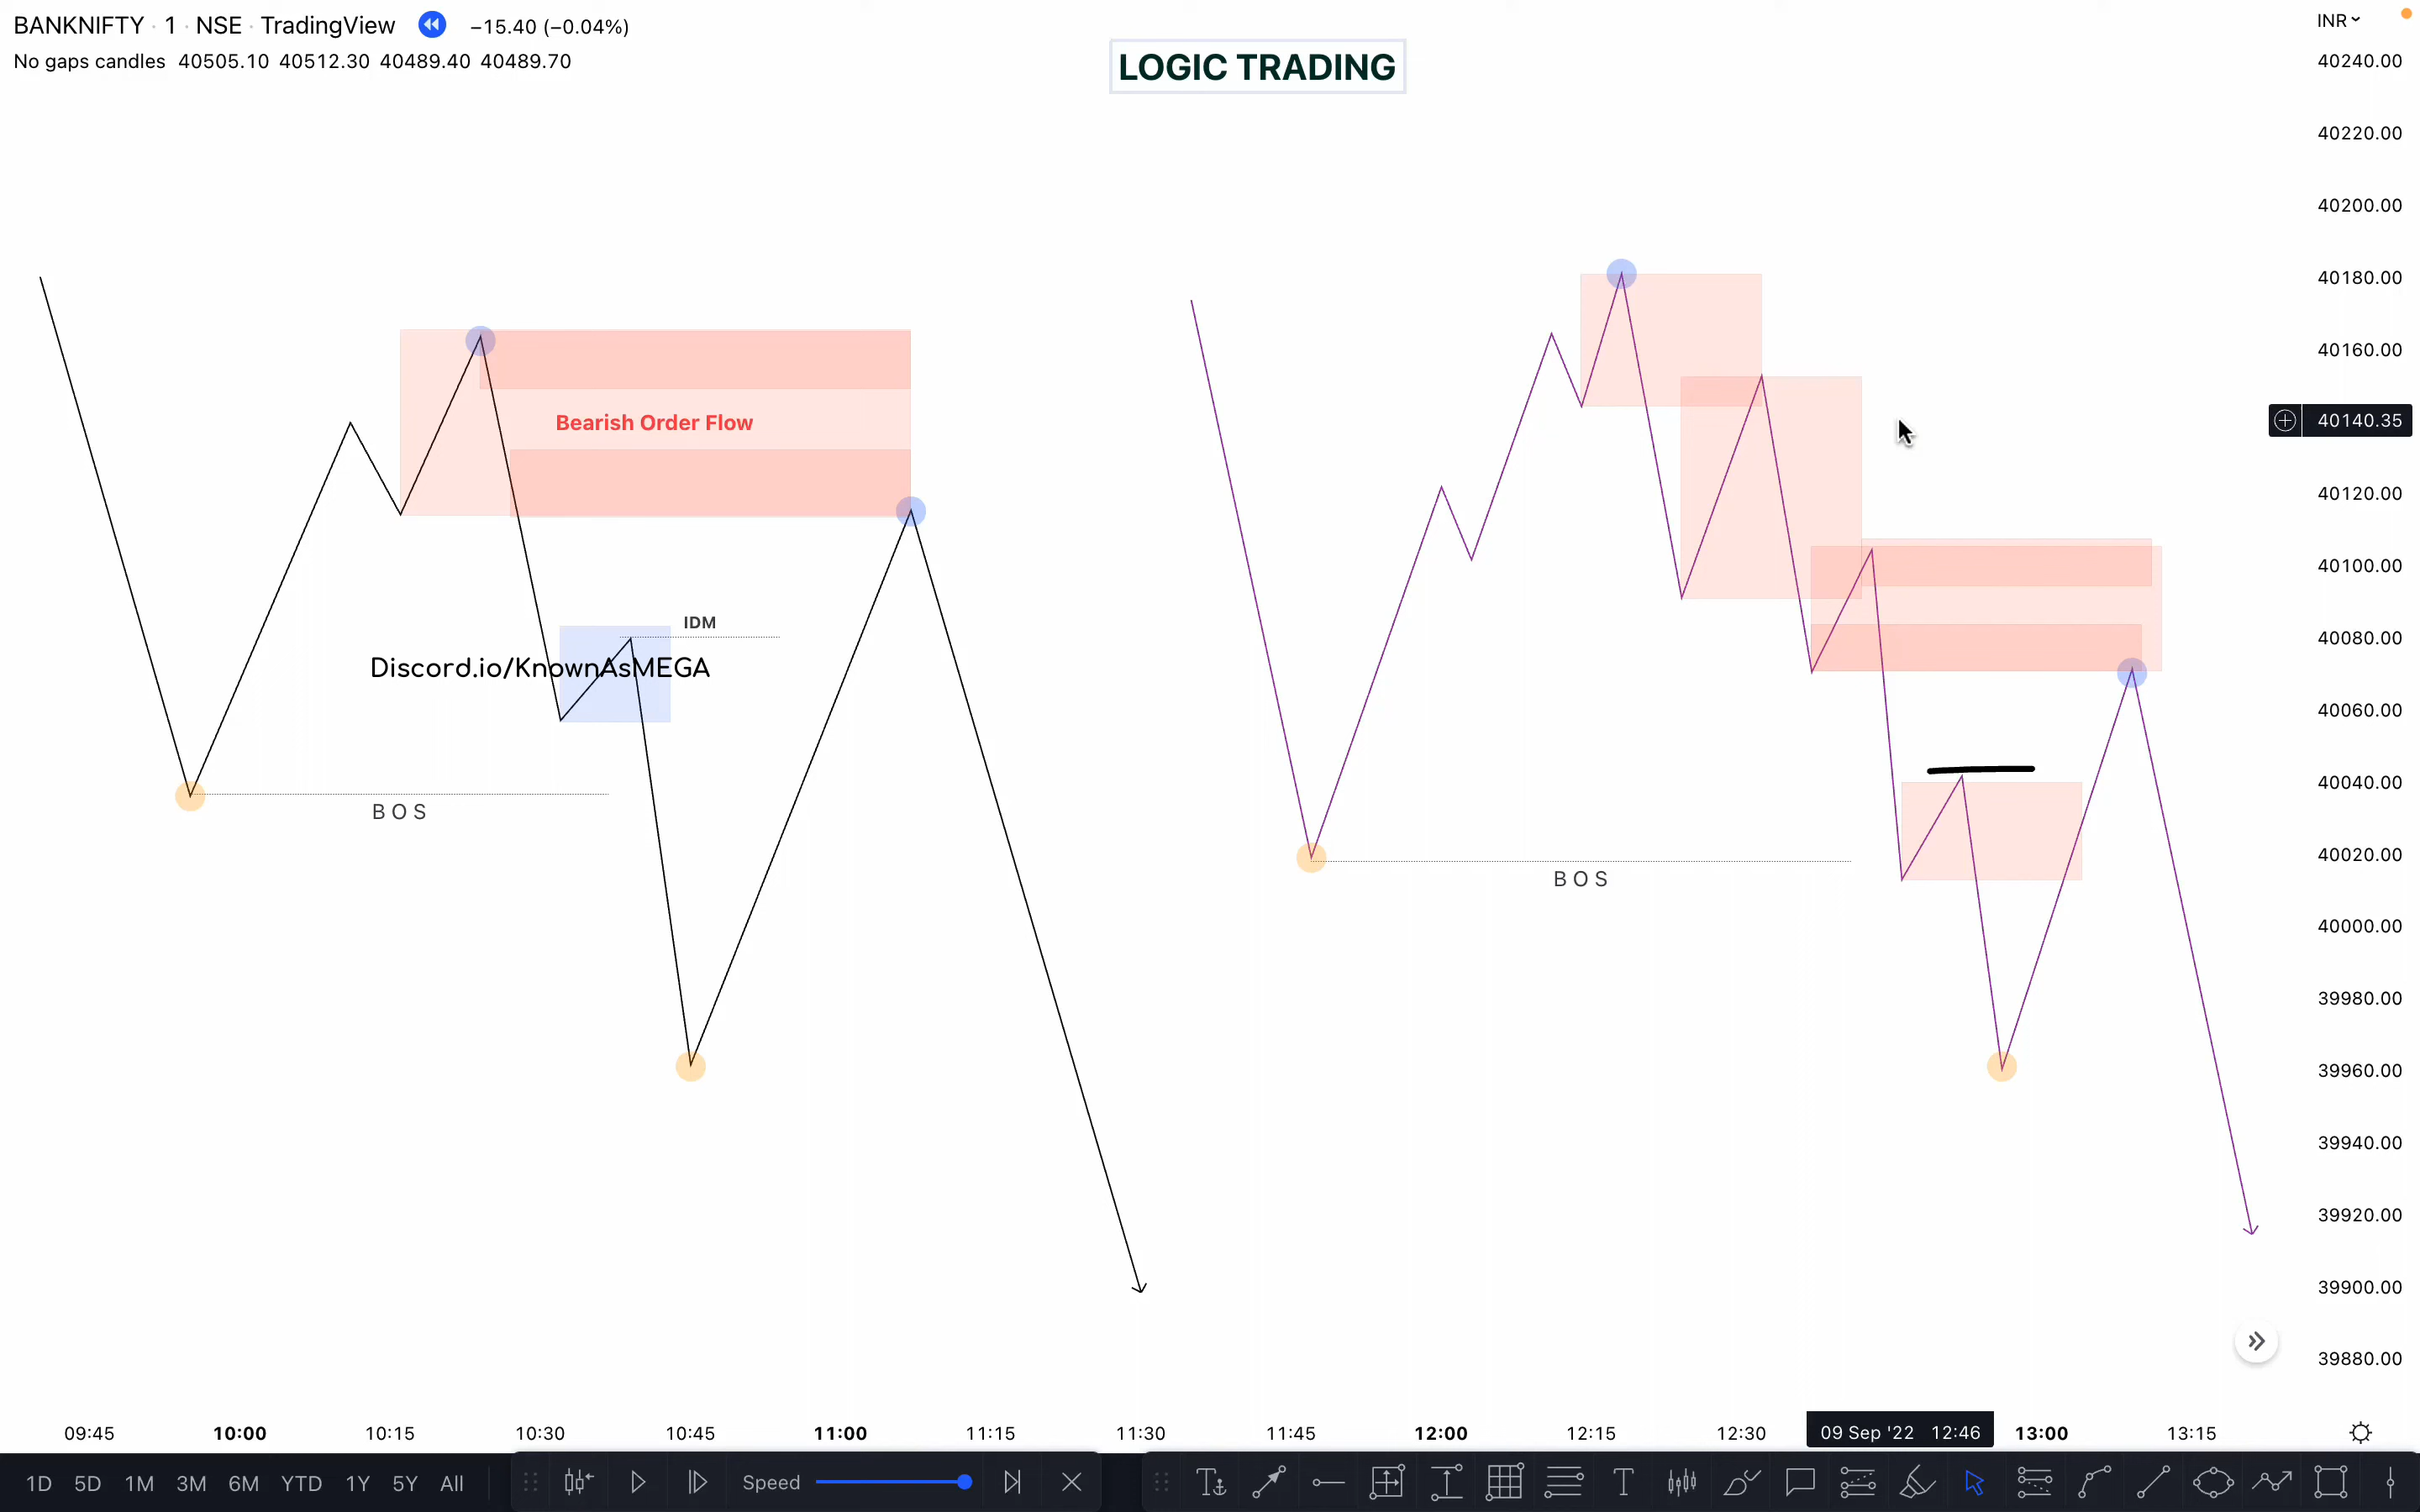 BANKNIFTY · 1 · NSE · TradingView −15.40 (−0.04%)
No gaps candles 40505.10 40512.30 40489.40 40489.70
LOGIC TRADING
INR
40240.00
40220.00
40200.00
40180.00
40160.00
40140.35
40120.00
40100.00
40080.00
40060.00
40040.00
40020.00
40000.00
39980.00
39960.00
39940.00
39920.00
39900.00
39880.00
Bearish Order Flow
IDM
Discord.io/KnownAsMEGA
B O S
B O S
09:45 10:00 10:15 10:30 10:45 11:00 11:15 11:30 11:45 12:00 12:15 12:30 09 Sep '22 12:46 13:00 13:15
1D 5D 1M 3M 6M YTD 1Y 5Y All Speed